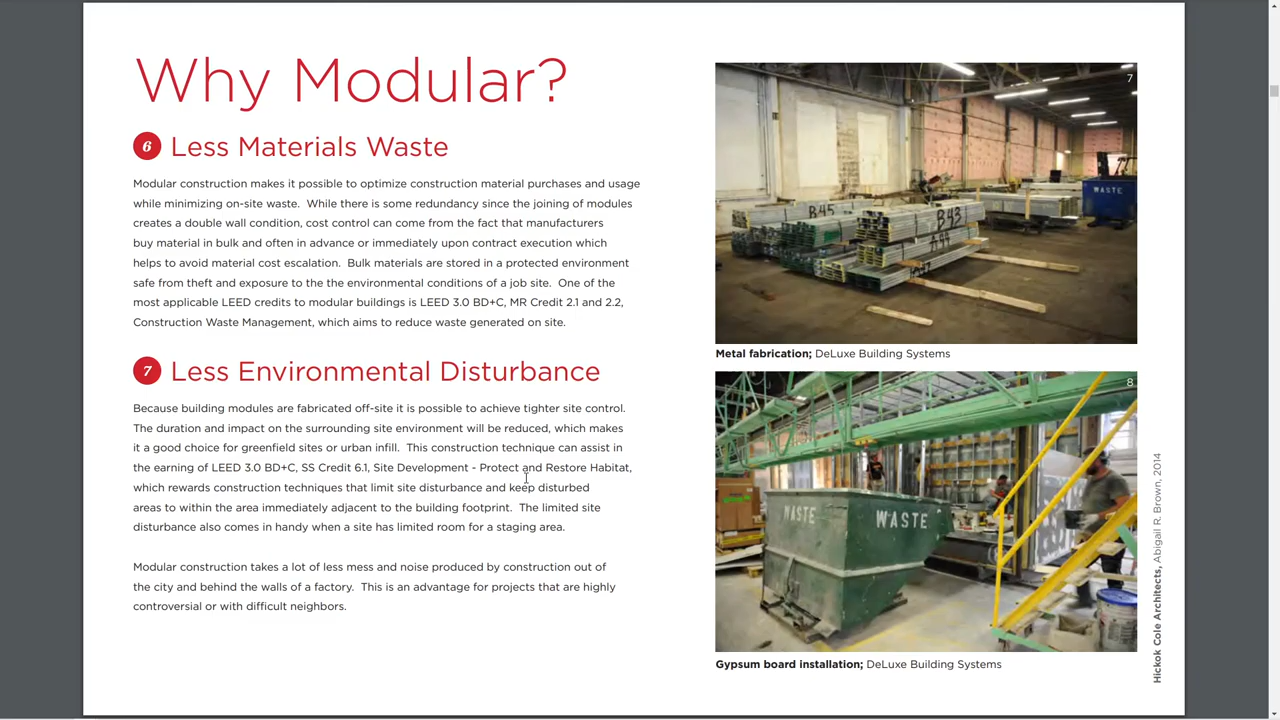 Why Modular?
6 Less Materials Waste
Modular construction makes it possible to optimize construction material purchases and usage
while minimizing on-site waste.  While there is some redundancy since the joining of modules
creates a double wall condition, cost control can come from the fact that manufacturers
buy material in bulk and often in advance or immediately upon contract execution which
helps to avoid material cost escalation.  Bulk materials are stored in a protected environment
safe from theft and exposure to the the environmental conditions of a job site.  One of the
most applicable LEED credits to modular buildings is LEED 3.0 BD+C, MR Credit 2.1 and 2.2,
Construction Waste Management, which aims to reduce waste generated on site.
7 Less Environmental Disturbance
Because building modules are fabricated off-site it is possible to achieve tighter site control.
The duration and impact on the surrounding site environment will be reduced, which makes
it a good choice for greenfield sites or urban infill.  This construction technique can assist in
the earning of LEED 3.0 BD+C, SS Credit 6.1, Site Development - Protect and Restore Habitat,
which rewards construction techniques that limit site disturbance and keep disturbed
areas to within the area immediately adjacent to the building footprint.  The limited site
disturbance also comes in handy when a site has limited room for a staging area.
Modular construction takes a lot of less mess and noise produced by construction out of
the city and behind the walls of a factory.  This is an advantage for projects that are highly
controversial or with difficult neighbors.
7
B45
B43
WASTE
Metal fabrication; DeLuxe Building Systems
8
WASTE
WASTE
Gypsum board installation; DeLuxe Building Systems
Hickok Cole Architects, Abigail R. Brown, 2014